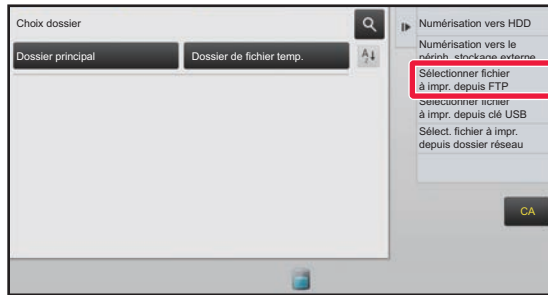 Choix dossier
Dossier principal
Dossier de fichier temp.
Numérisation vers HDD
Numérisation vers le
périph. stockage externe
Sélectionner fichier
à impr. depuis FTP
Sélectionner fichier
à impr. depuis clé USB
Sélect. fichier à impr.
depuis dossier réseau
CA